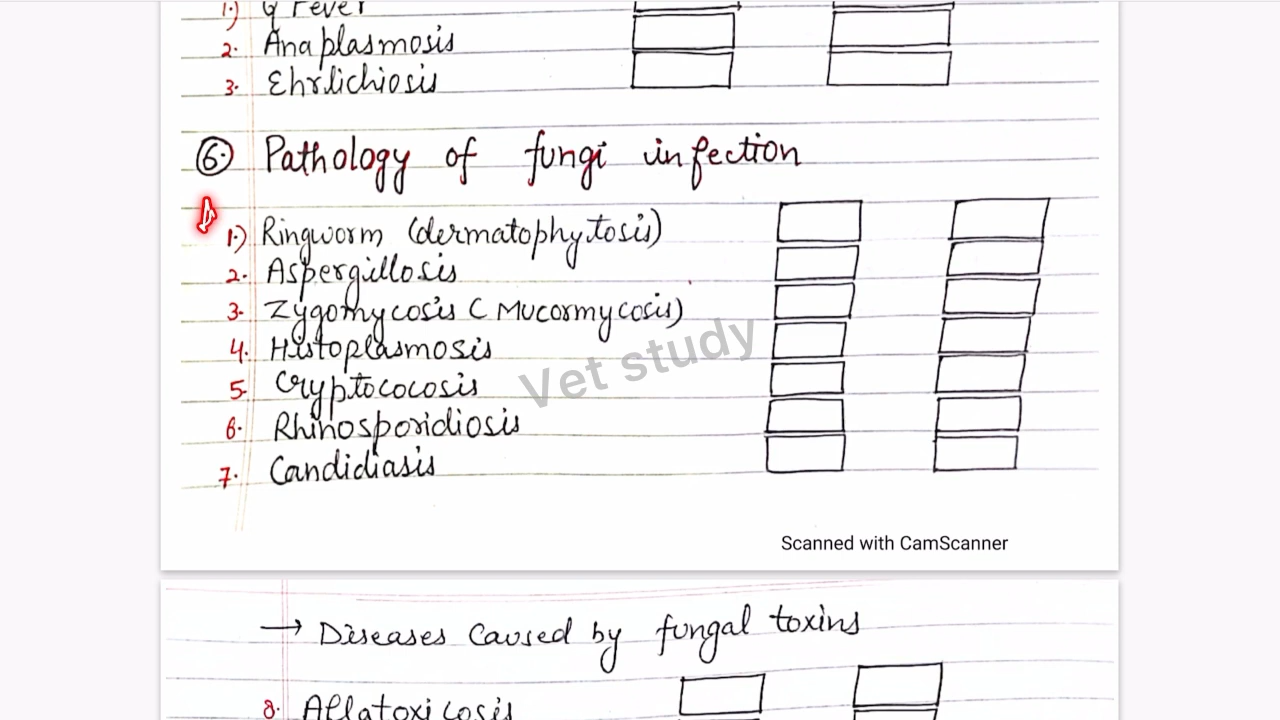 1.) Q Fever
2. Anaplasmosis
3. Ehrlichiosis
6. Pathology of fungi infection
1.) Ringworm (dermatophytosis)
2. Aspergillosis
3. Zygomycosis ( Mucormycosis)
4. Histoplasmosis
5. Cryptococosis
6. Rhinosporidiosis
7. Candidiasis
Vet study
Scanned with CamScanner
→ Diseases Caused by fungal toxins
8. Aflatoxicosis